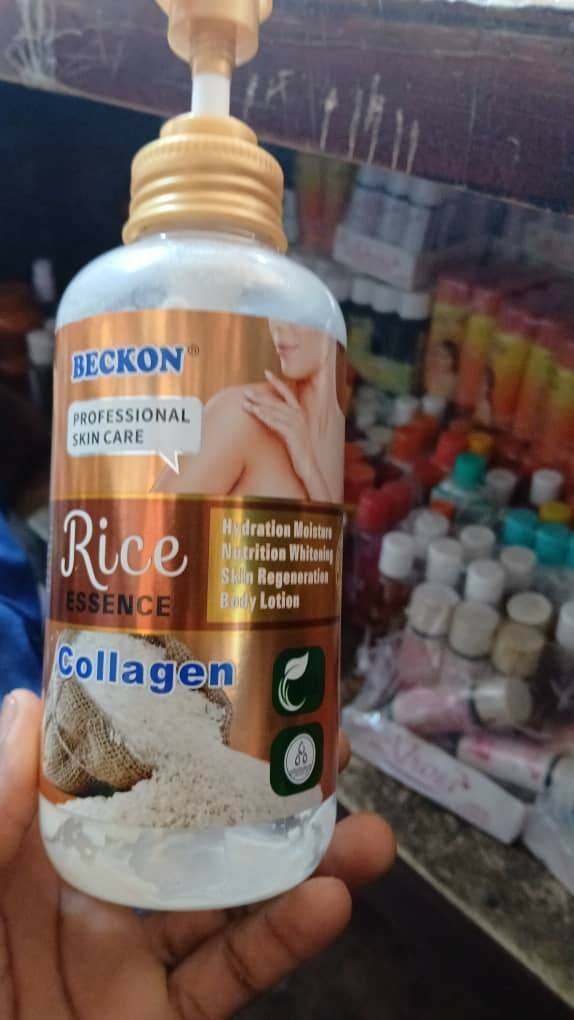 BECKON®
PROFESSIONAL
SKIN CARE
Rice
ESSENCE
Hydration Moisture
Nutrition Whitening
Skin Regeneration
Body Lotion
Collagen